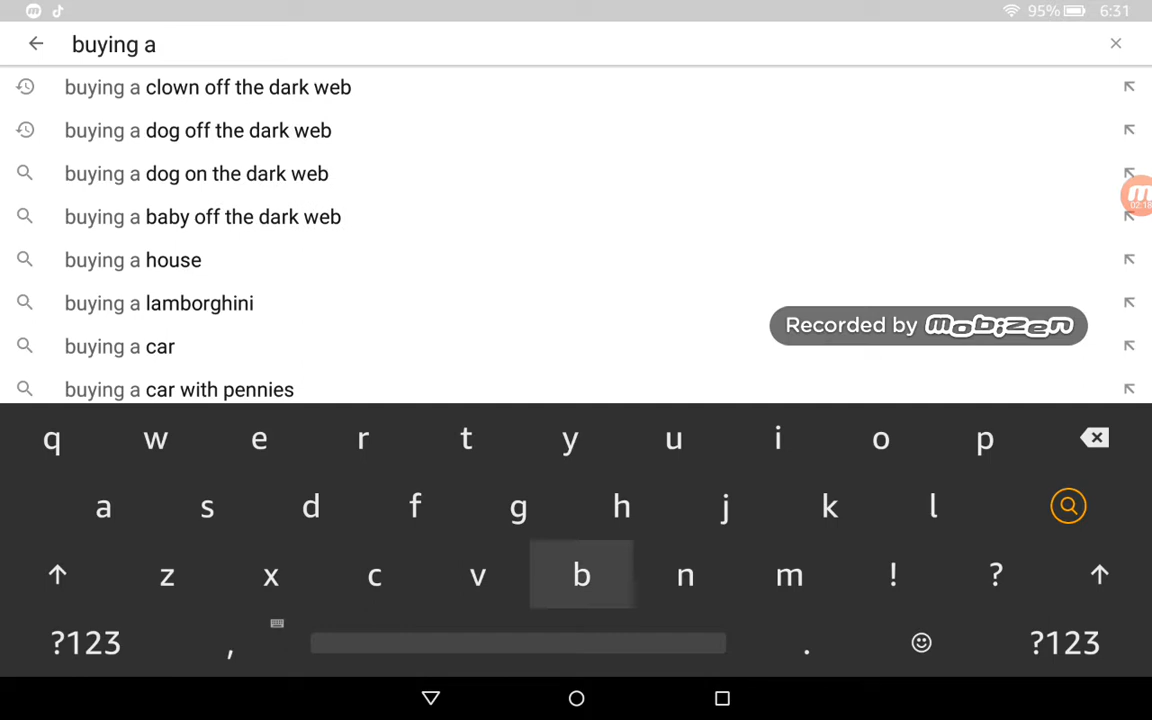 95% 6:31
buying a
buying a clown off the dark web
buying a dog off the dark web
buying a dog on the dark web
buying a baby off the dark web
buying a house
buying a lamborghini
buying a car
buying a car with pennies
02:18
Recorded by mobizen
q w e r t y u i o p
a s d f g h j k l
z x c v b n m ! ?
?123 , . ?123